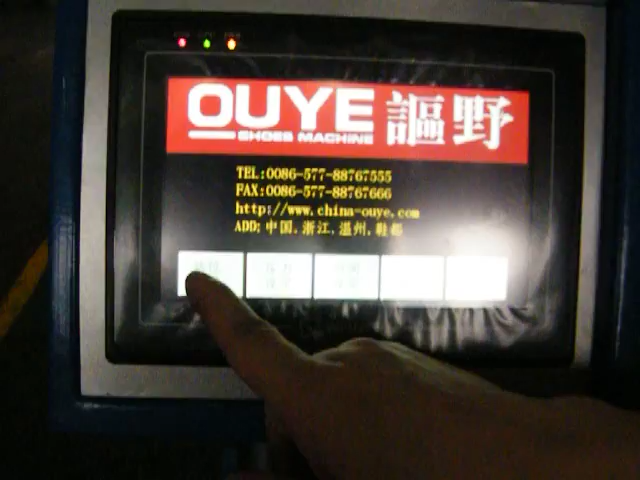 OUYE 謳野
SHOES MACHINE
TEL:0086-577-88767555
FAX:0086-577-88767666
http://www.china-ouye.com
ADD:中国.浙江.温州.鞋都